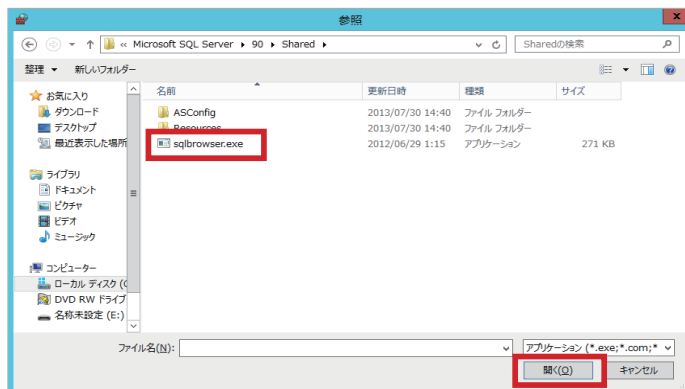 参照
« Microsoft SQL Server ▸ 90 ▸ Shared ▸
Sharedの検索
整理 ▼ 新しいフォルダー
名前 更新日時 種類 サイズ
お気に入り
ダウンロード
デスクトップ
最近表示した場所
ライブラリ
ドキュメント
ピクチャ
ビデオ
ミュージック
コンピューター
ローカル ディスク (C
DVD RW ドライブ
名称未設定 (E:)
ASConfig 2013/07/30 14:40 ファイル フォルダー
Resources 2013/07/30 14:40 ファイル フォルダー
sqlbrowser.exe 2012/06/29 1:15 アプリケーション 271 KB
ファイル名(N):
アプリケーション (*.exe;*.com;*
開く(O) キャンセル